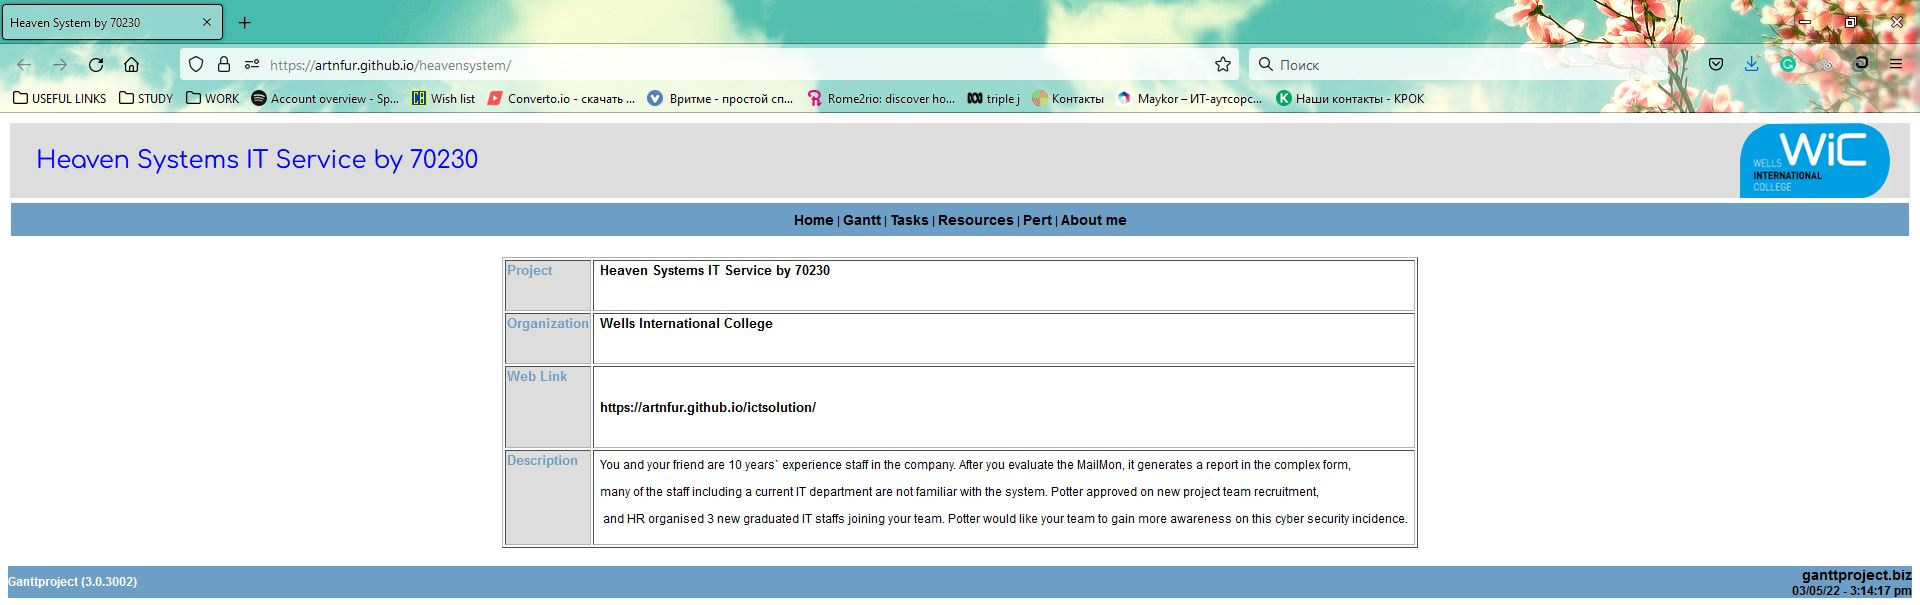 Heaven System by 70230
https://artnfur.github.io/heavensystem/
Поиск
USEFUL LINKS STUDY WORK Account overview - Sp... Wish list Converto.io - скачать ... Вритме - простой сп... Rome2rio: discover ho... triple j Контакты Maykor – ИТ-аутсорс... Наши контакты - КРОК
Heaven Systems IT Service by 70230
WiC
WELLS
INTERNATIONAL
COLLEGE
Home | Gantt | Tasks | Resources | Pert | About me
Project Heaven Systems IT Service by 70230
Organization Wells International College
Web Link
https://artnfur.github.io/ictsolution/
Description
You and your friend are 10 years` experience staff in the company. After you evaluate the MailMon, it generates a report in the complex form,
many of the staff including a current IT department are not familiar with the system. Potter approved on new project team recruitment,
and HR organised 3 new graduated IT staffs joining your team. Potter would like your team to gain more awareness on this cyber security incidence.
Ganttproject (3.0.3002)
ganttproject.biz
03/05/22 - 3:14:17 pm